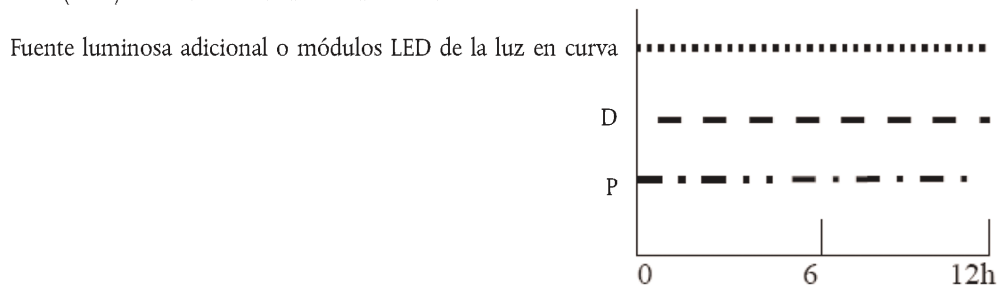 Fuente luminosa adicional o módulos LED de la luz en curva
D
P
0 6 12h